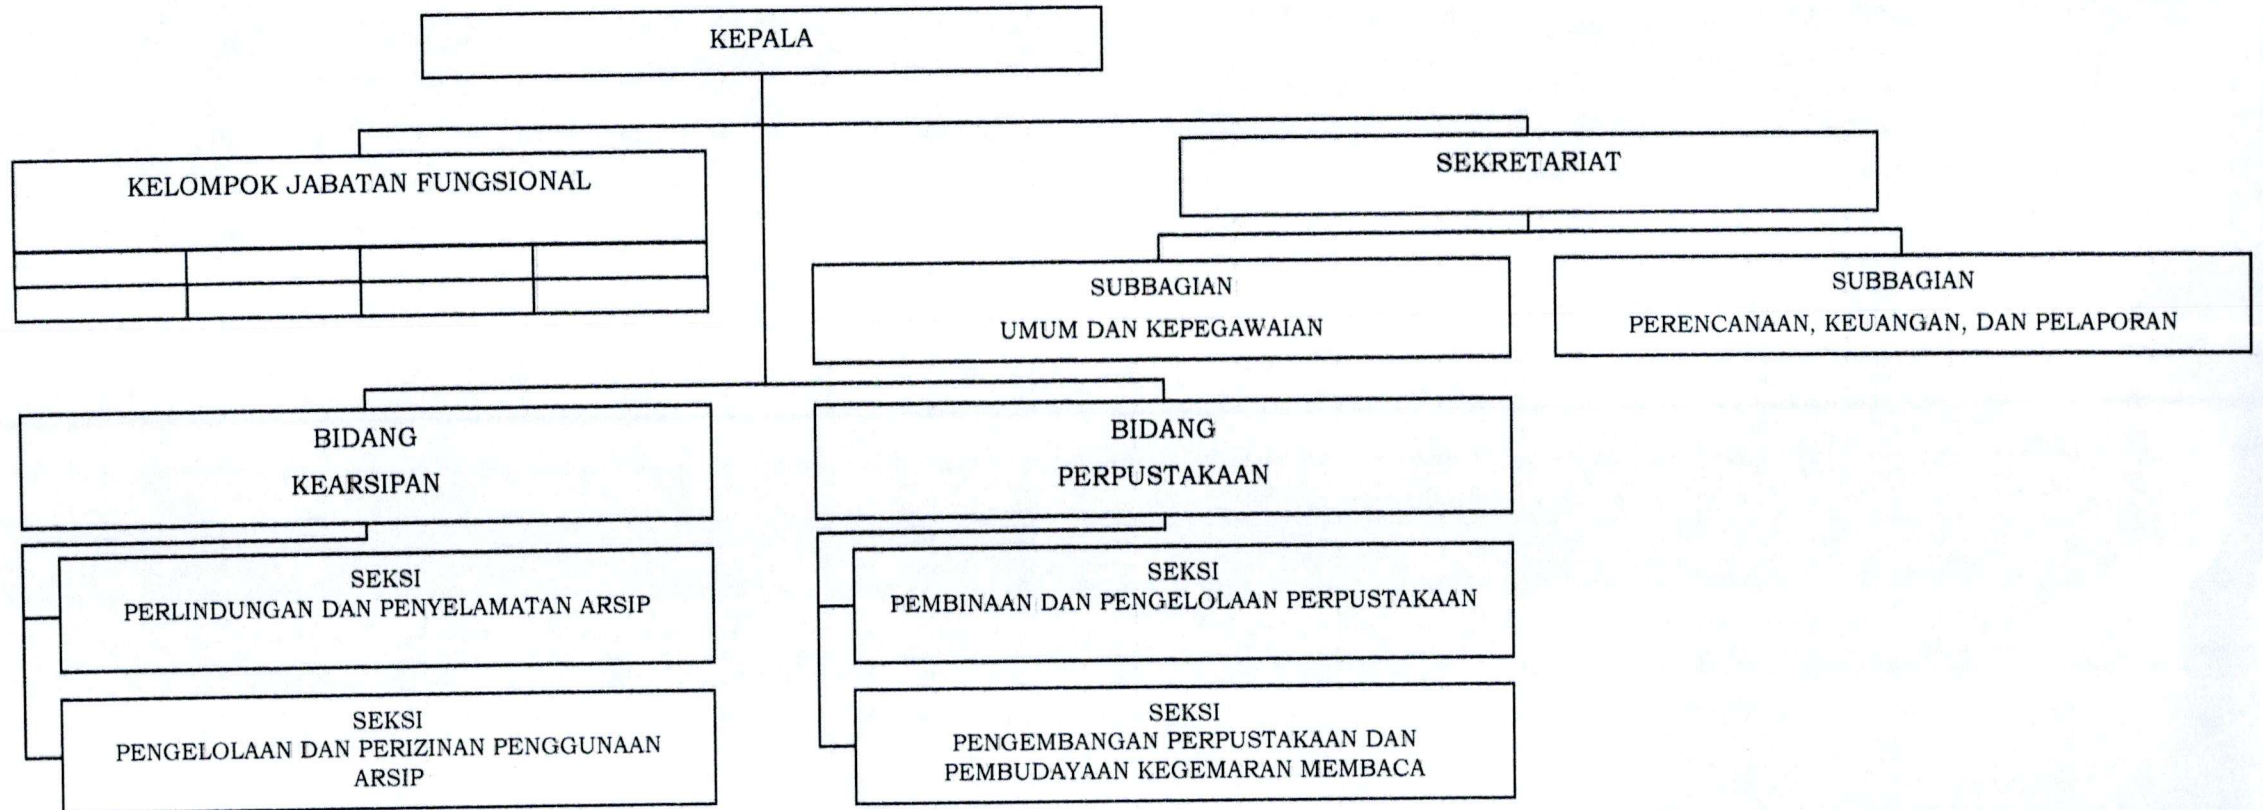 KEPALA
KELOMPOK JABATAN FUNGSIONAL
SEKRETARIAT
SUBBAGIAN
UMUM DAN KEPEGAWAIAN
SUBBAGIAN
PERENCANAAN, KEUANGAN, DAN PELAPORAN
BIDANG
KEARSIPAN
SEKSI
PERLINDUNGAN DAN PENYELAMATAN ARSIP
SEKSI
PENGELOLAAN DAN PERIZINAN PENGGUNAAN
ARSIP
BIDANG
PERPUSTAKAAN
SEKSI
PEMBINAAN DAN PENGELOLAAN PERPUSTAKAAN
SEKSI
PENGEMBANGAN PERPUSTAKAAN DAN
PEMBUDAYAAN KEGEMARAN MEMBACA